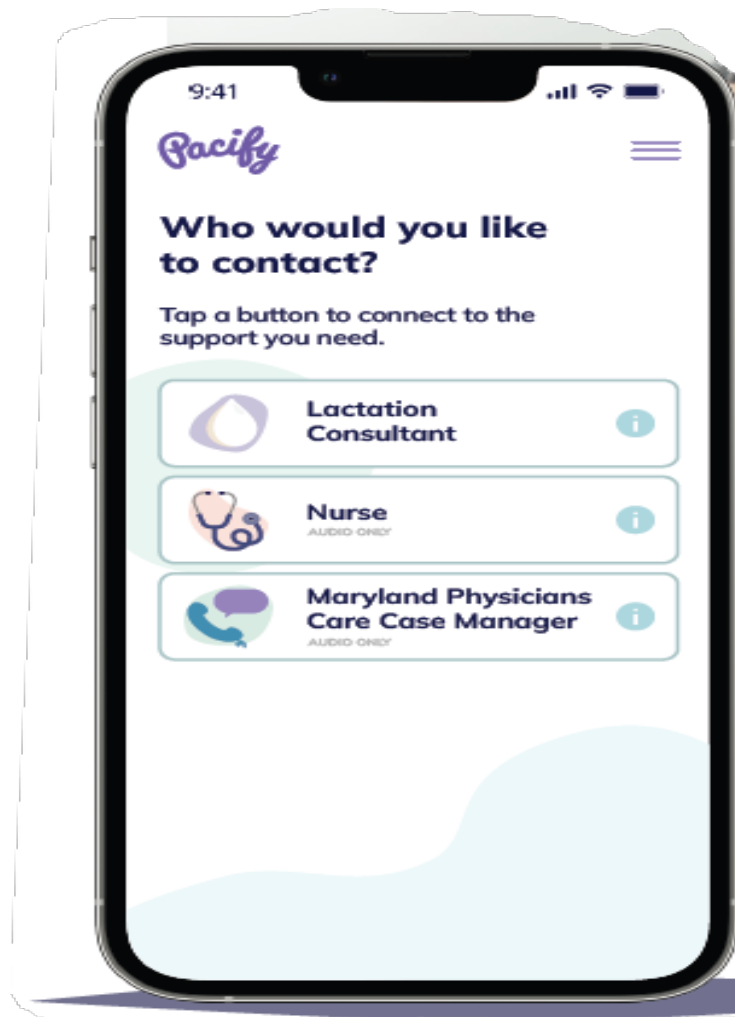 9:41
Pacify
Who would you like
to contact?
Tap a button to connect to the
support you need.
Lactation
Consultant
i
Nurse
AUDIO ONLY
i
Maryland Physicians
Care Case Manager
AUDIO ONLY
i